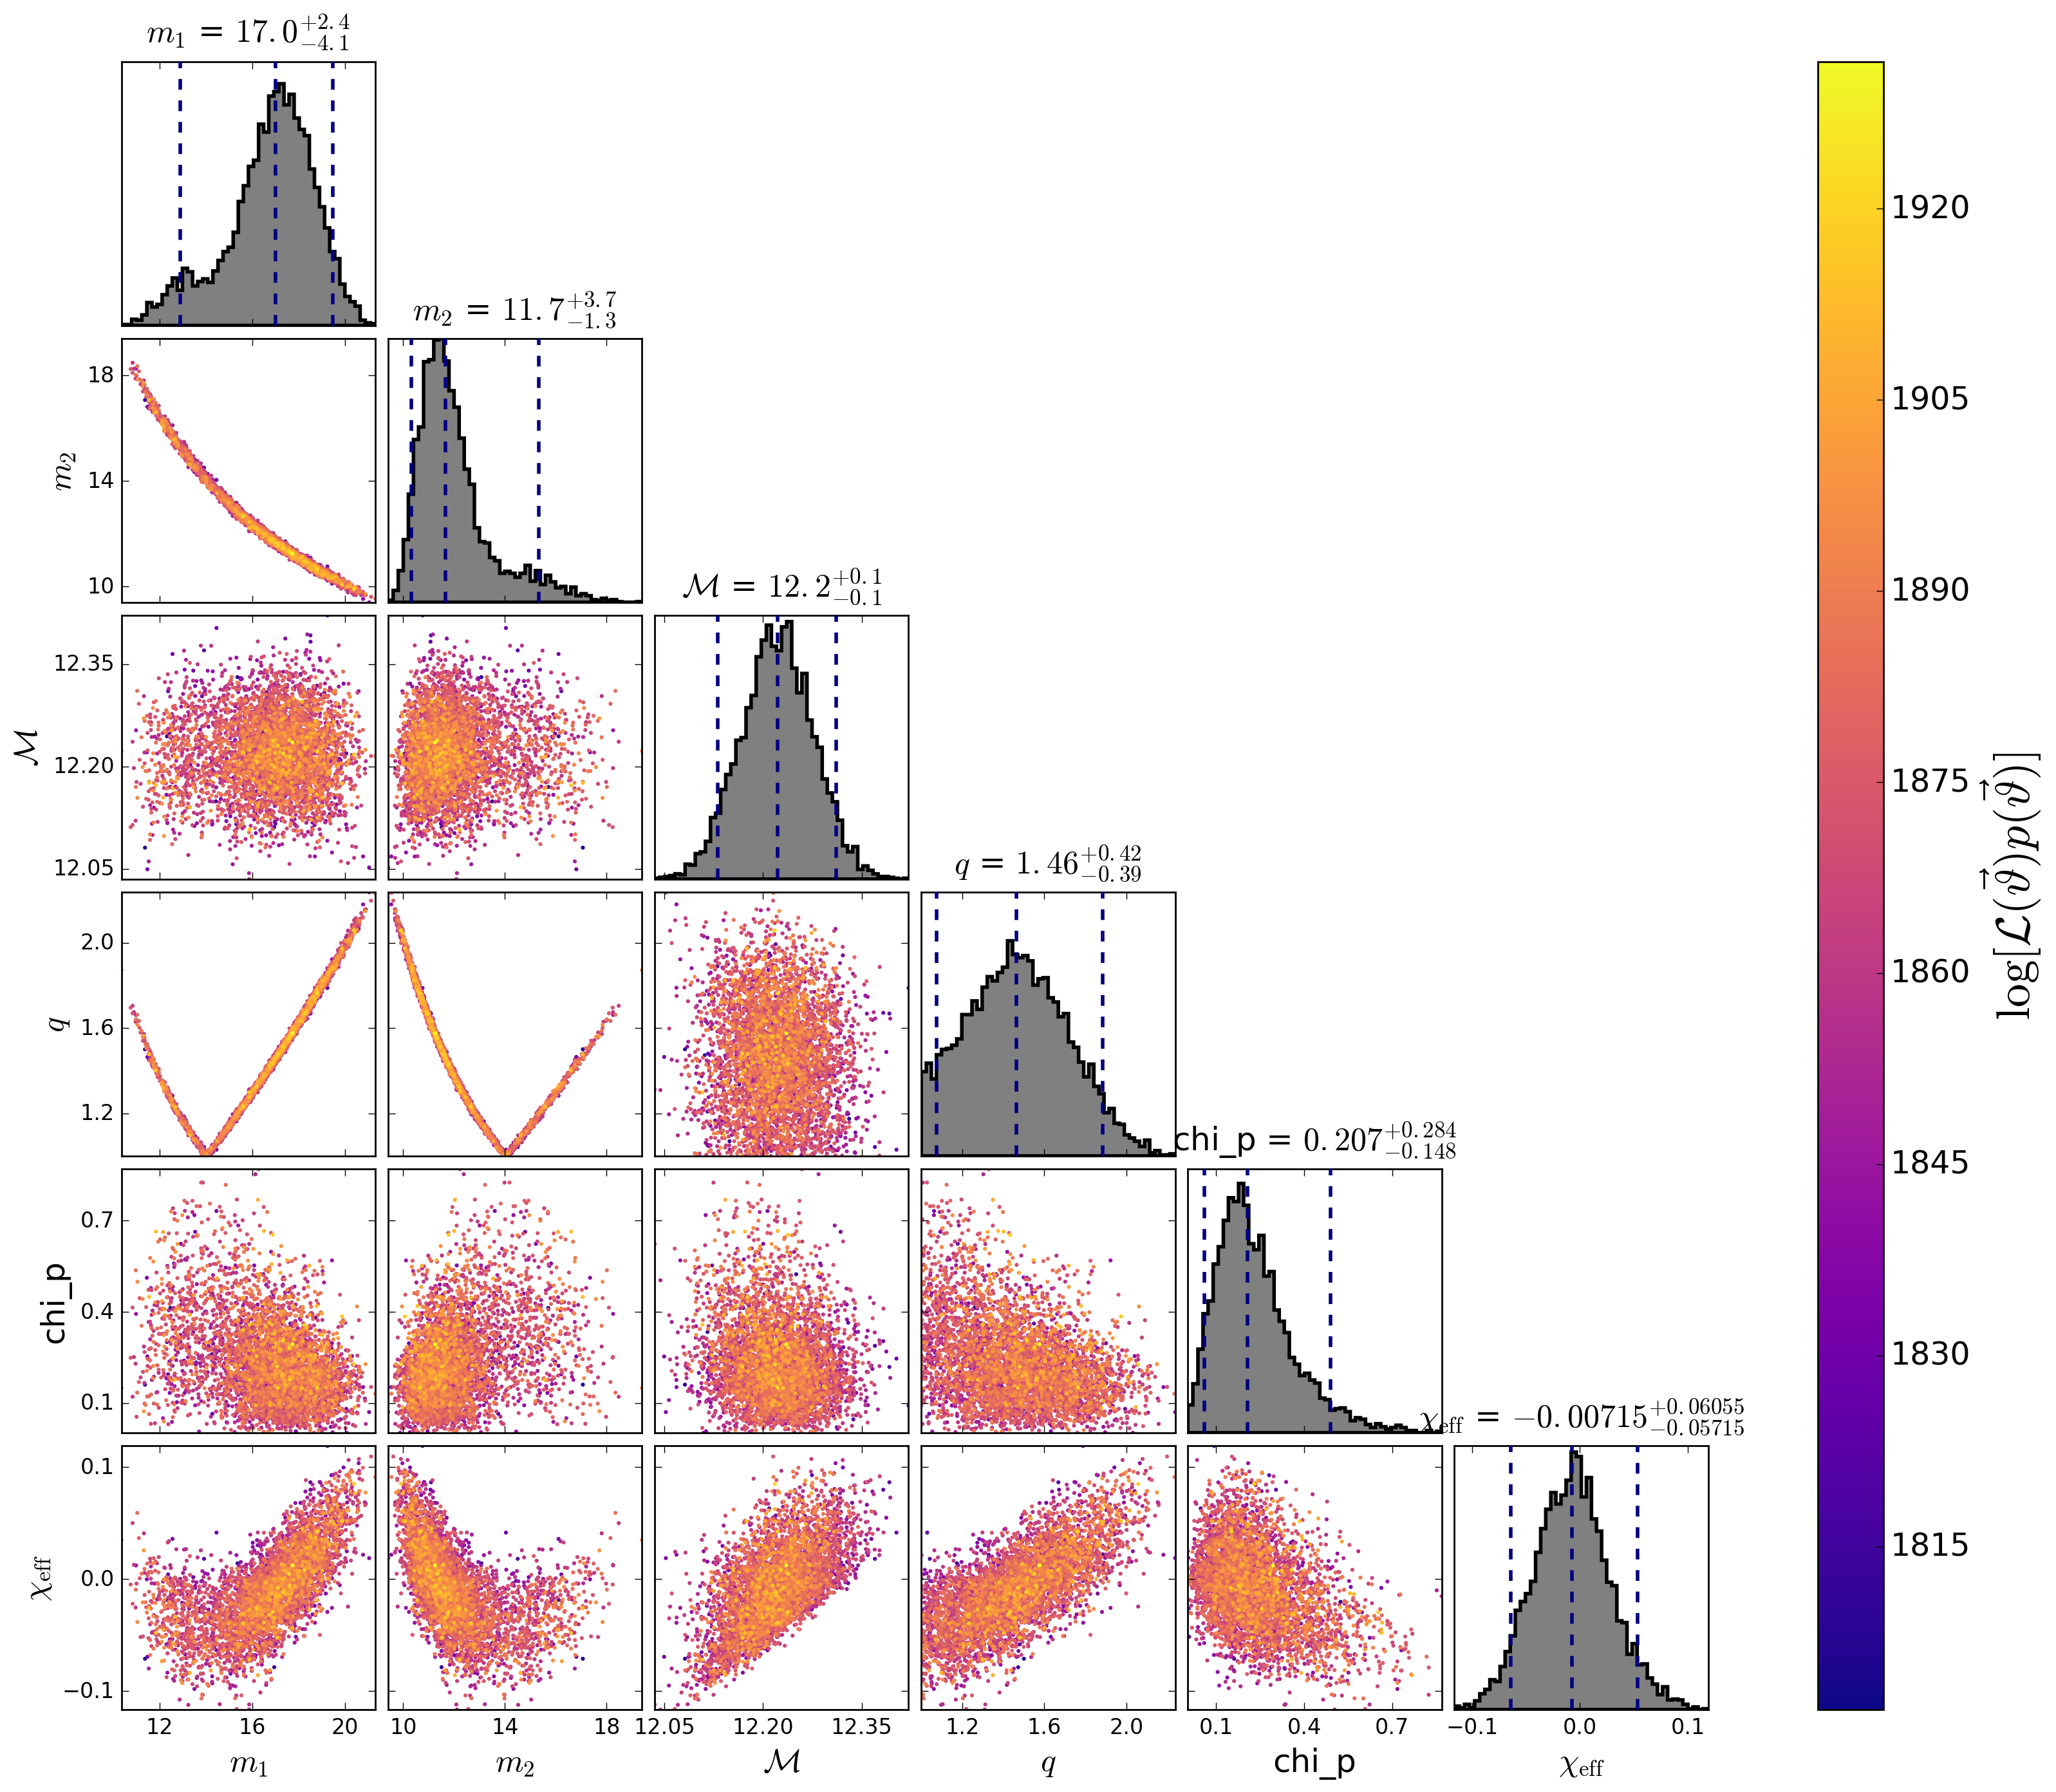 m₁ = 17.0 +2.4 −4.1
m₂ = 11.7 +3.7 −1.3
ℳ = 12.2 +0.1 −0.1
q = 1.46 +0.42 −0.39
chi_p = 0.207 +0.284 −0.148
χeff = −0.00715 +0.06055 −0.05715
m₂
18
14
10
ℳ
12.35
12.20
12.05
q
2.0
1.6
1.2
chi_p
0.7
0.4
0.1
χeff
0.1
0.0
−0.1
12 16 20
10 14 18
12.05 12.20 12.35
1.2 1.6 2.0
0.1 0.4 0.7
−0.1 0.0 0.1
m₁ m₂ ℳ q chi_p χeff
1920
1905
1890
1875
1860
1845
1830
1815
log[ℒ(ϑ⃗)p(ϑ⃗)]